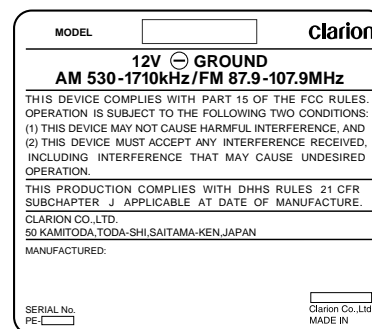 MODEL clarion
12V ⊖ GROUND
AM 530-1710kHz/FM 87.9-107.9MHz
THIS DEVICE COMPLIES WITH PART 15 OF THE FCC RULES.
OPERATION IS SUBJECT TO THE FOLLOWING TWO CONDITIONS:
(1) THIS DEVICE MAY NOT CAUSE HARMFUL INTERFERENCE, AND
(2) THIS DEVICE MUST ACCEPT ANY INTERFERENCE RECEIVED,
INCLUDING INTERFERENCE THAT MAY CAUSE UNDESIRED
OPERATION.
THIS PRODUCTION COMPLIES WITH DHHS RULES 21 CFR
SUBCHAPTER J APPLICABLE AT DATE OF MANUFACTURE.
CLARION CO.,LTD.
50 KAMITODA,TODA-SHI,SAITAMA-KEN,JAPAN
MANUFACTURED:
SERIAL No.
PE-
Clarion Co.,Ltd
MADE IN